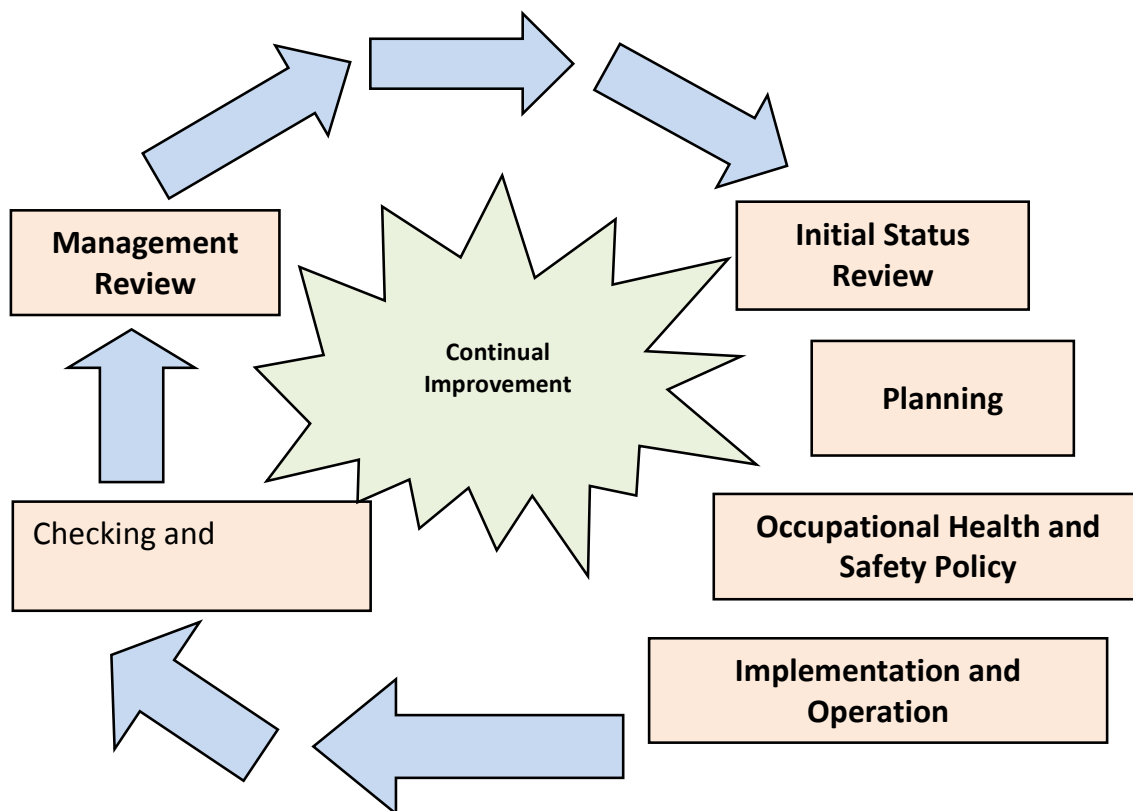 Management
Review
Initial Status
Review
Continual
Improvement
Planning
Checking and
Occupational Health and
Safety Policy
Implementation and
Operation